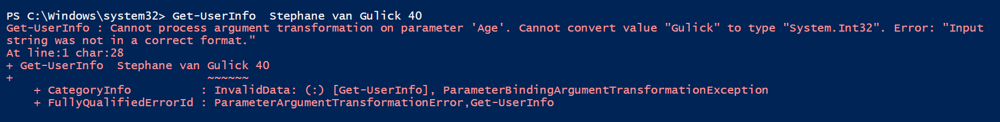 PS C:\Windows\system32> Get-UserInfo  Stephane van Gulick 40
Get-UserInfo : Cannot process argument transformation on parameter 'Age'. Cannot convert value "Gulick" to type "System.Int32". Error: "Input
string was not in a correct format."
At line:1 char:28
+ Get-UserInfo  Stephane van Gulick 40
+                            ~~~~~~
    + CategoryInfo          : InvalidData: (:) [Get-UserInfo], ParameterBindingArgumentTransformationException
    + FullyQualifiedErrorId : ParameterArgumentTransformationError,Get-UserInfo